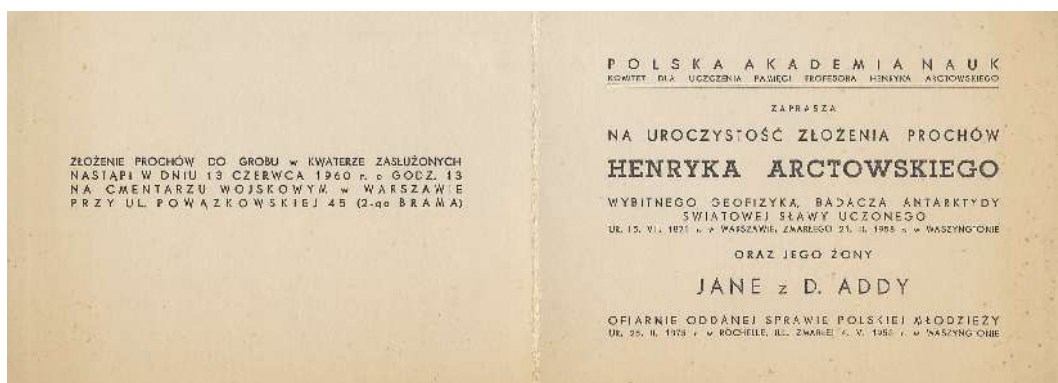 ZŁOŻENIE PROCHÓW DO GROBU w KWATERZE ZASŁUŻONYCH
NASTĄPI W DNIU 13 CZERWCA 1960 r. o GODZ. 13
NA CMENTARZU WOJSKOWYM w WARSZAWIE
PRZY UL. POWĄZKOWSKIEJ 45 (2-ga BRAMA)
POLSKA AKADEMIA NAUK
KOMITET DLA UCZCZENIA PAMIĘCI PROFESORA HENRYKA ARCTOWSKIEGO
ZAPRASZA
NA UROCZYSTOŚĆ ZŁOŻENIA PROCHÓW
HENRYKA ARCTOWSKIEGO
WYBITNEGO GEOFIZYKA, BADACZA ANTARKTYDY
ŚWIATOWEJ SŁAWY UCZONEGO
UR. 15. VI. 1871 r. w WARSZAWIE, ZMARŁEGO 21. II. 1958 r. w WASZYNGTONIE
ORAZ JEGO ŻONY
JANE z D. ADDY
OFIARNIE ODDANEJ SPRAWIE POLSKIEJ MŁODZIEŻY
UR. 25. II. r. w ROCHELLE, ILL. ZMARŁEJ V. 1958 r. w WASZYNGTONIE